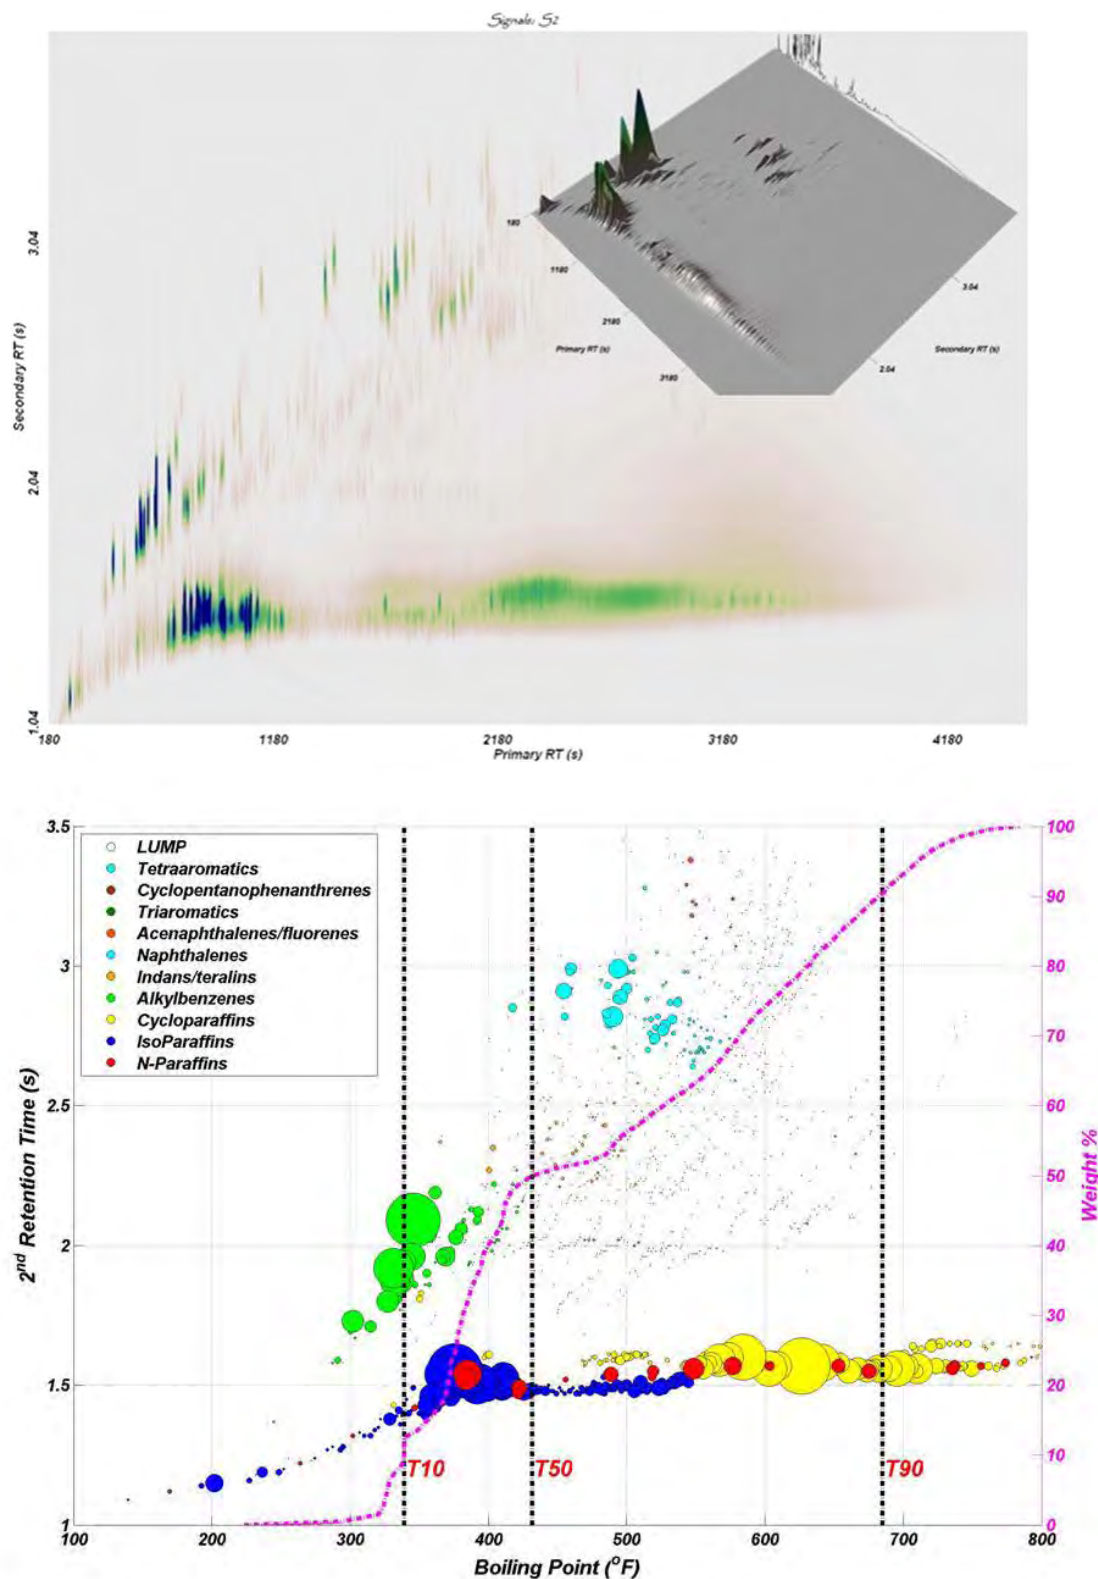 Signals: S2
3.04
2.04
1.04
Secondary RT (s)
180
1180
2180
3180
4180
Primary RT (s)
180
1180
2180
3180
Primary RT (s)
3.04
2.04
Secondary RT (s)
3.5
3
2.5
2
1.5
1
2nd Retention Time (s)
LUMP
Tetraaromatics
Cyclopentanophenanthrenes
Triaromatics
Acenaphthalenes/fluorenes
Naphthalenes
Indans/teralins
Alkylbenzenes
Cycloparaffins
IsoParaffins
N-Paraffins
T10
T50
T90
100
90
80
70
60
50
40
30
20
10
0
Weight %
100
200
300
400
500
600
700
800
Boiling Point (°F)